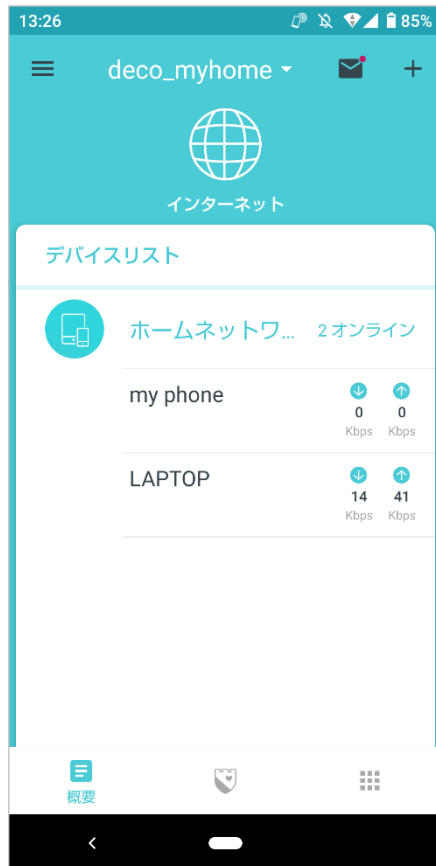 13:26
85%
deco_myhome
インターネット
デバイスリスト
ホームネットワ... 2 オンライン
my phone
0 0
Kbps Kbps
LAPTOP
14 41
Kbps Kbps
概要